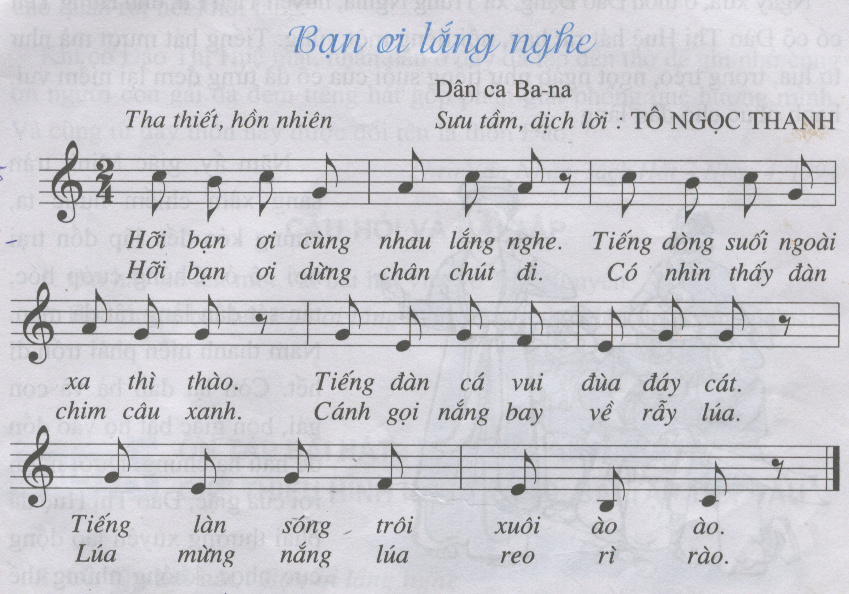 Bạn ơi lắng nghe
Dân ca Ba-na
Tha thiết, hồn nhiên
Sưu tầm, dịch lời : TÔ NGỌC THANH
2
4
Hỡi bạn ơi cùng nhau lắng nghe. Tiếng dòng suối ngoài
Hỡi bạn ơi dừng chân chút đi. Có nhìn thấy đàn
xa thì thào. Tiếng đàn cá vui đùa đáy cát.
chim câu xanh. Cánh gọi nắng bay về rẫy lúa.
Tiếng làn sóng trôi xuôi ào ào.
Lúa mừng nắng lúa reo rì rào.